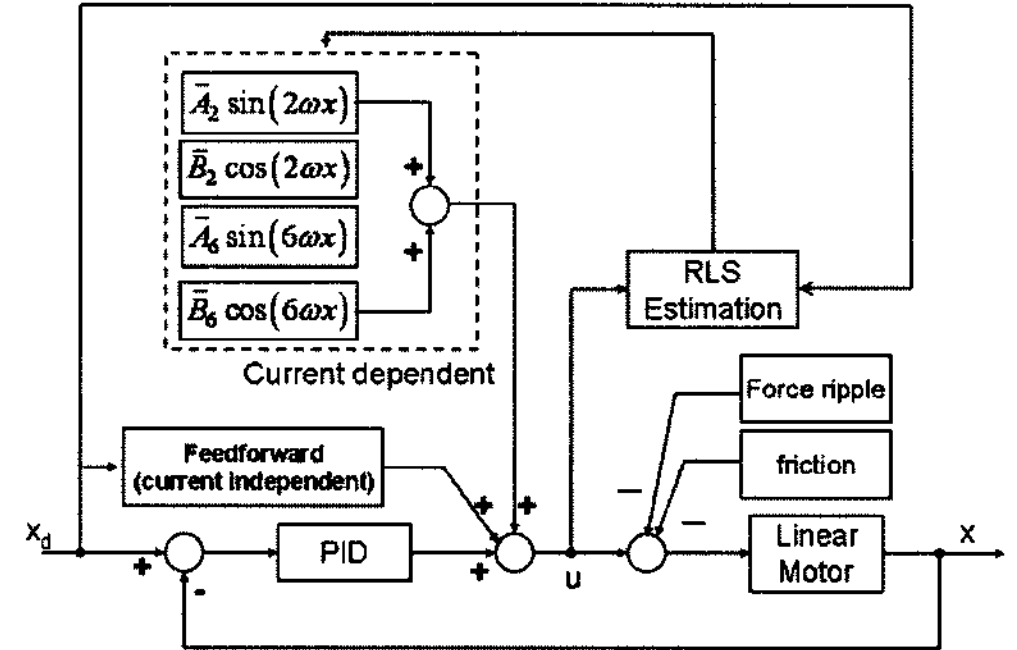 Ā₂ sin(2ωx)
B̄₂ cos(2ωx)
Ā₆ sin(6ωx)
B̄₆ cos(6ωx)
+
+
Current dependent
RLS
Estimation
Force ripple
friction
Feedforward
(current independent)
+
+
+
−
−
x_d
+
-
PID
u
Linear
Motor
x